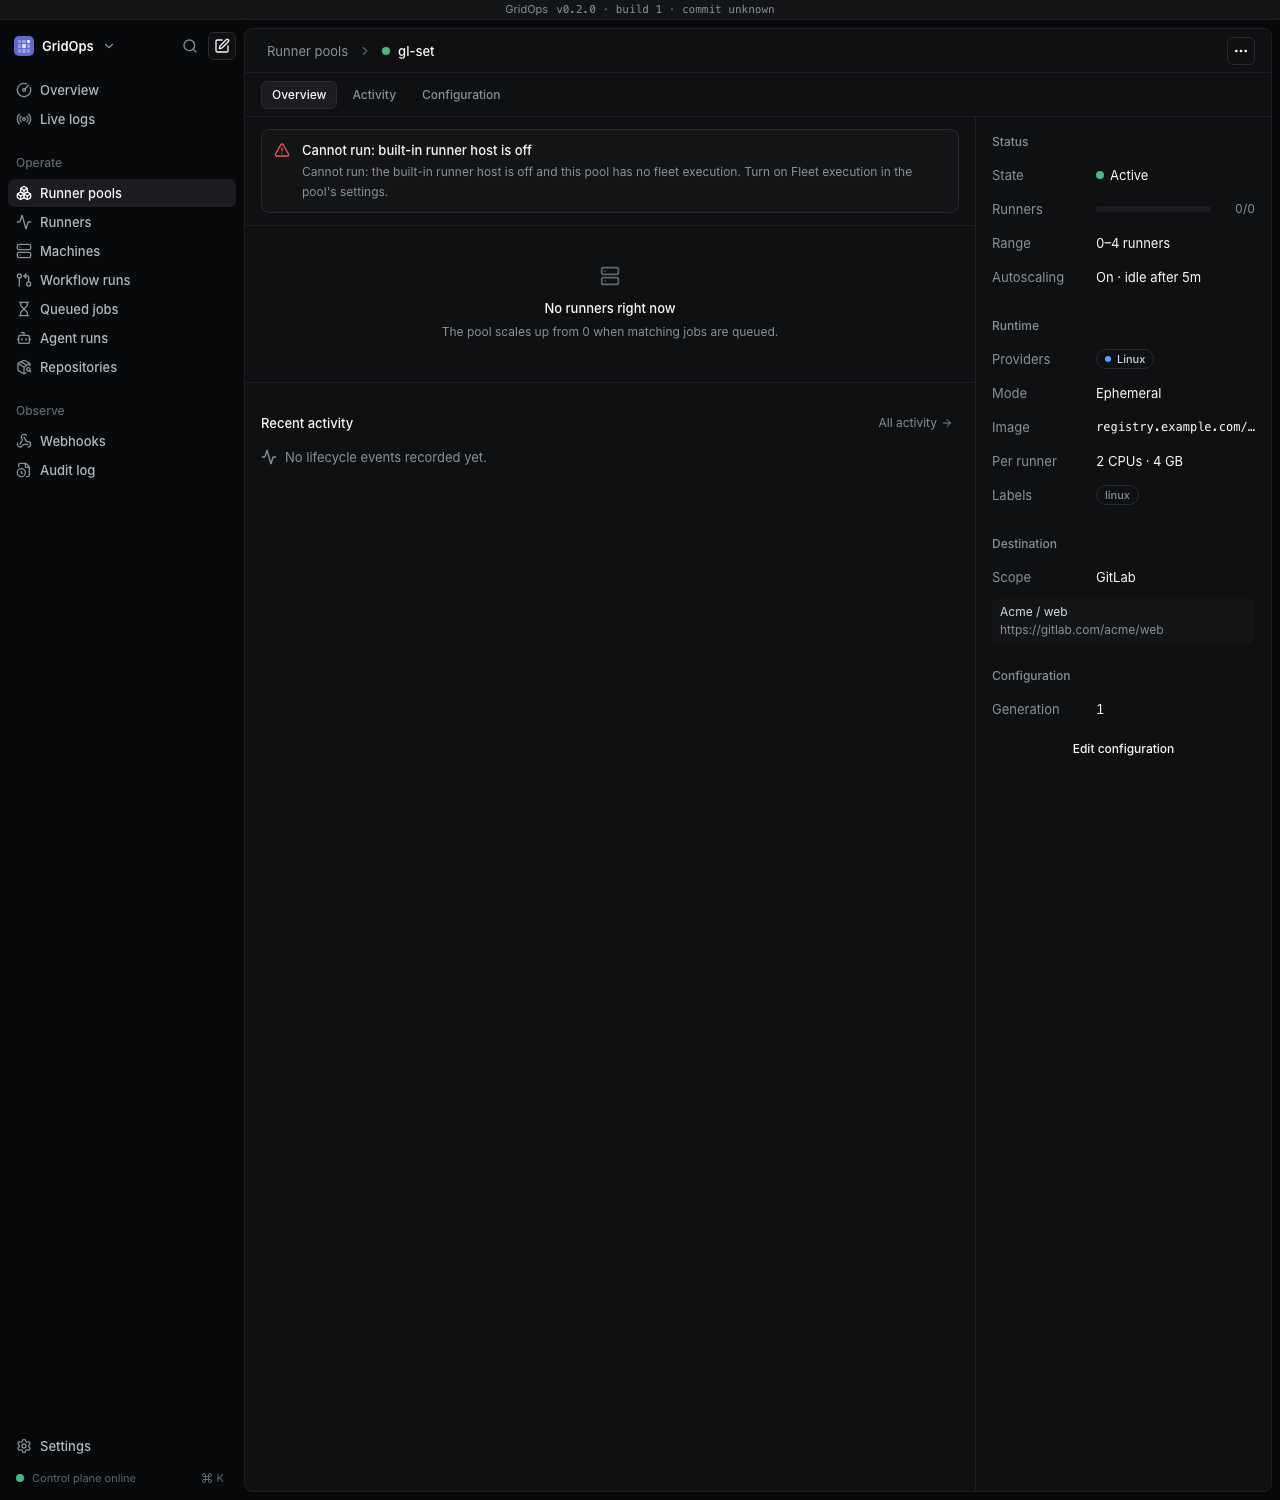 GridOps v0.2.0 · build 1 · commit unknown
GridOps
Overview
Live logs
Operate
Runner pools
Runners
Machines
Workflow runs
Queued jobs
Agent runs
Repositories
Observe
Webhooks
Audit log
Settings
Control plane online ⌘ K
Runner pools gl-set
Overview Activity Configuration
Cannot run: built-in runner host is off
Cannot run: the built-in runner host is off and this pool has no fleet execution. Turn on Fleet execution in the
pool's settings.
No runners right now
The pool scales up from 0 when matching jobs are queued.
Recent activity All activity →
No lifecycle events recorded yet.
Status
State Active
Runners 0/0
Range 0–4 runners
Autoscaling On · idle after 5m
Runtime
Providers Linux
Mode Ephemeral
Image registry.example.com/…
Per runner 2 CPUs · 4 GB
Labels linux
Destination
Scope GitLab
Acme / web
https://gitlab.com/acme/web
Configuration
Generation 1
Edit configuration